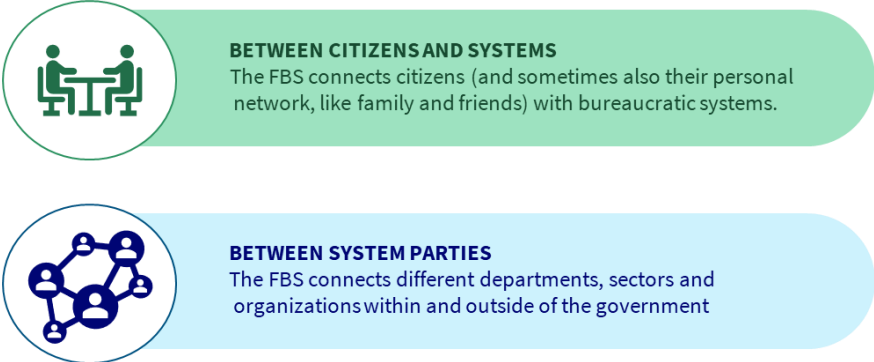 BETWEEN CITIZENS AND SYSTEMS
The FBS connects citizens (and sometimes also their personal
network, like family and friends) with bureaucratic systems.
BETWEEN SYSTEM PARTIES
The FBS connects different departments, sectors and
organizations within and outside of the government